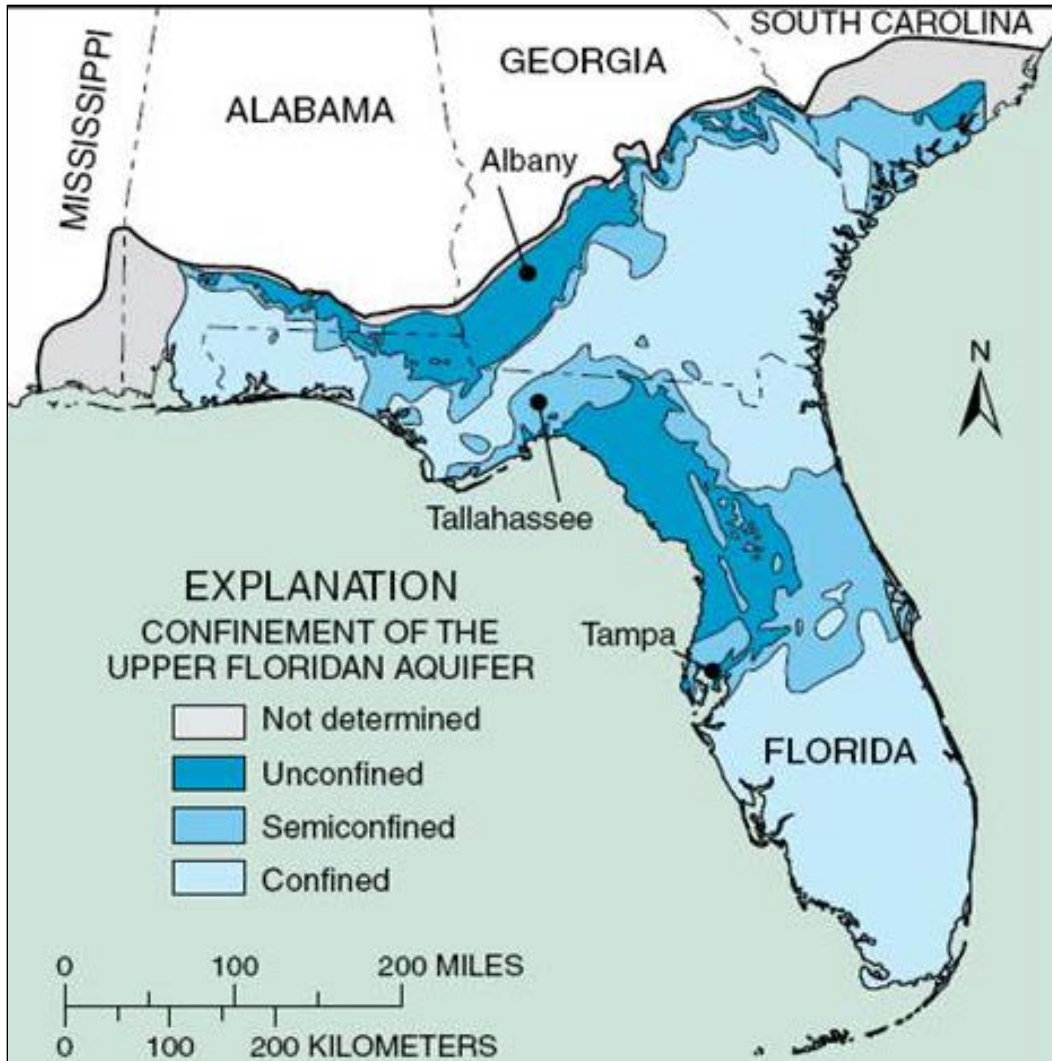 SOUTH CAROLINA
GEORGIA
MISSISSIPPI
ALABAMA
Albany
N
Tallahassee
EXPLANATION
CONFINEMENT OF THE
UPPER FLORIDAN AQUIFER
Tampa
Not determined
FLORIDA
Unconfined
Semiconfined
Confined
0 100 200 MILES
0 100 200 KILOMETERS